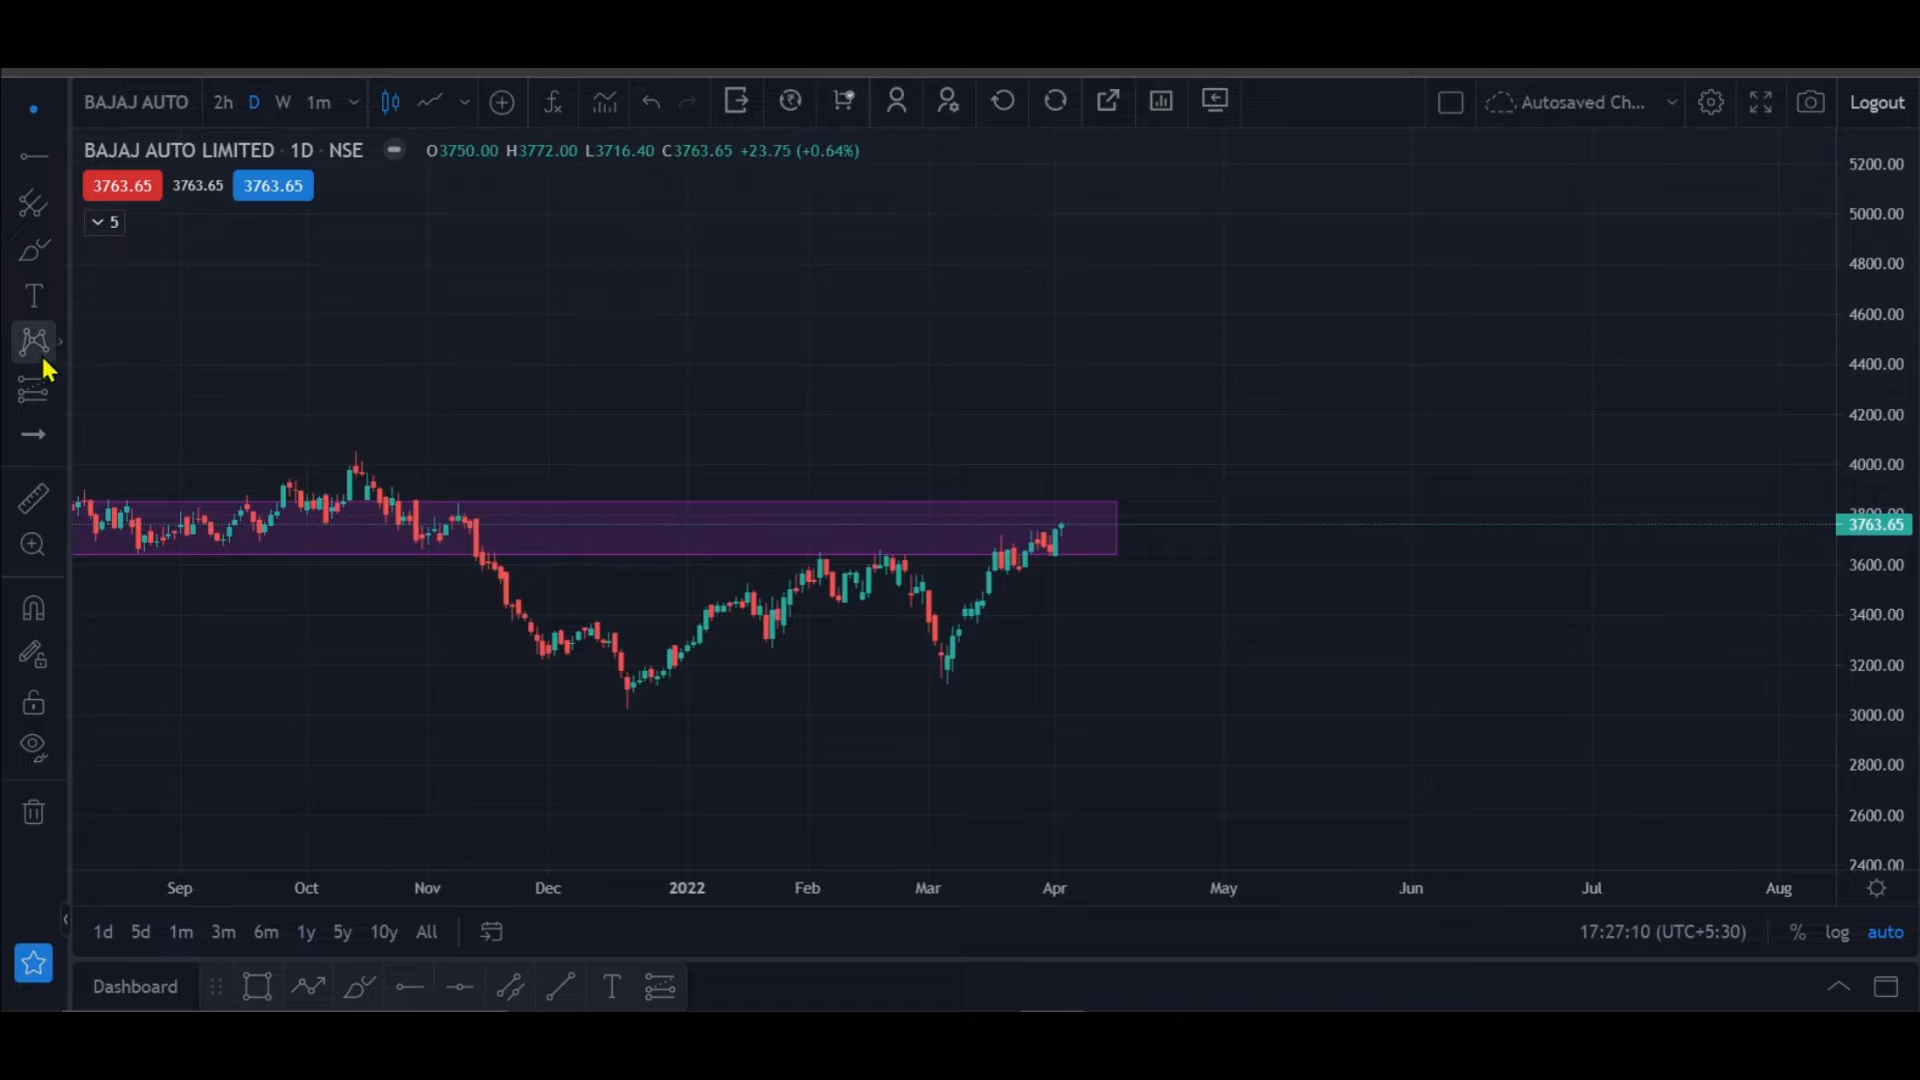 BAJAJ AUTO 2h D W 1m Autosaved Ch... Logout
BAJAJ AUTO LIMITED · 1D · NSE O3750.00 H3772.00 L3716.40 C3763.65 +23.75 (+0.64%)
3763.65 3763.65 3763.65
5
5200.00
5000.00
4800.00
4600.00
4400.00
4200.00
4000.00
3800.00
3763.65
3600.00
3400.00
3200.00
3000.00
2800.00
2600.00
2400.00
Sep Oct Nov Dec 2022 Feb Mar Apr May Jun Jul Aug
1d 5d 1m 3m 6m 1y 5y 10y All 17:27:10 (UTC+5:30) % log auto
Dashboard